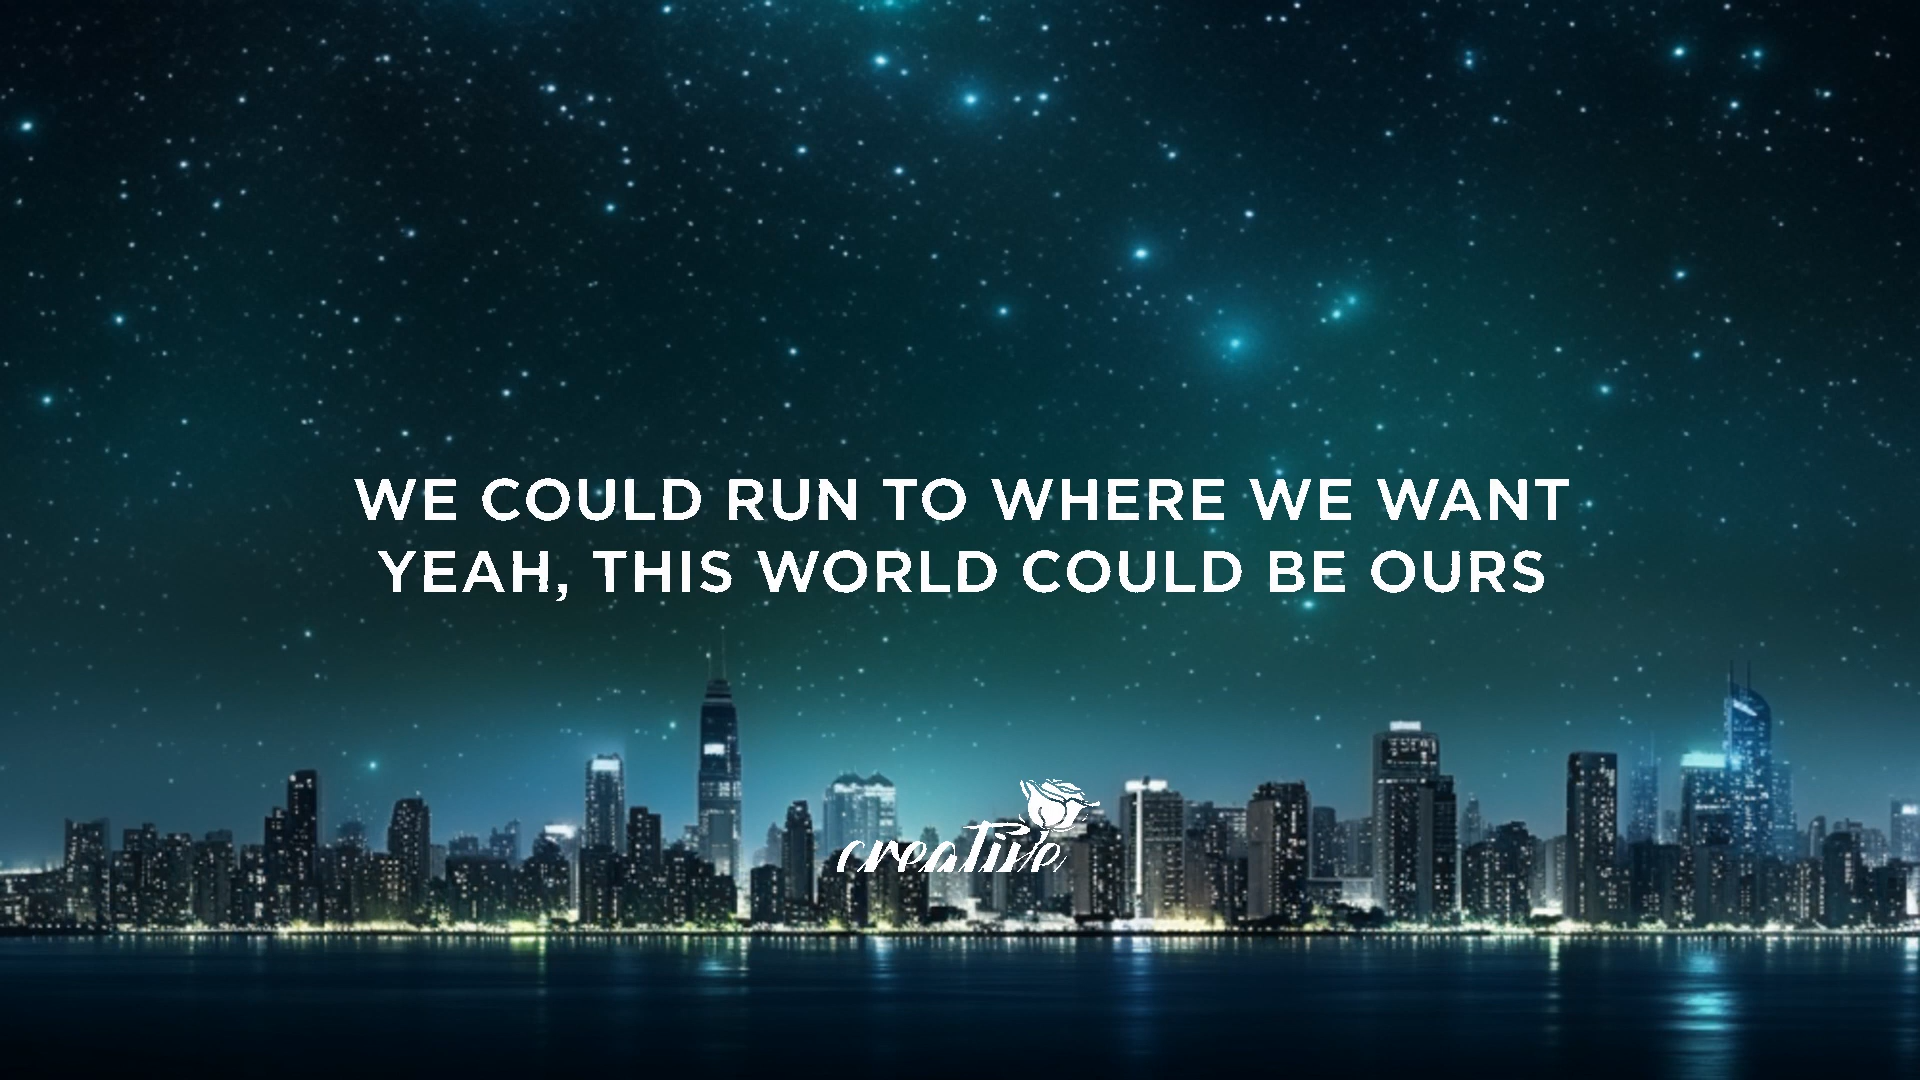 WE COULD RUN TO WHERE WE WANT
YEAH, THIS WORLD COULD BE OURS
creative